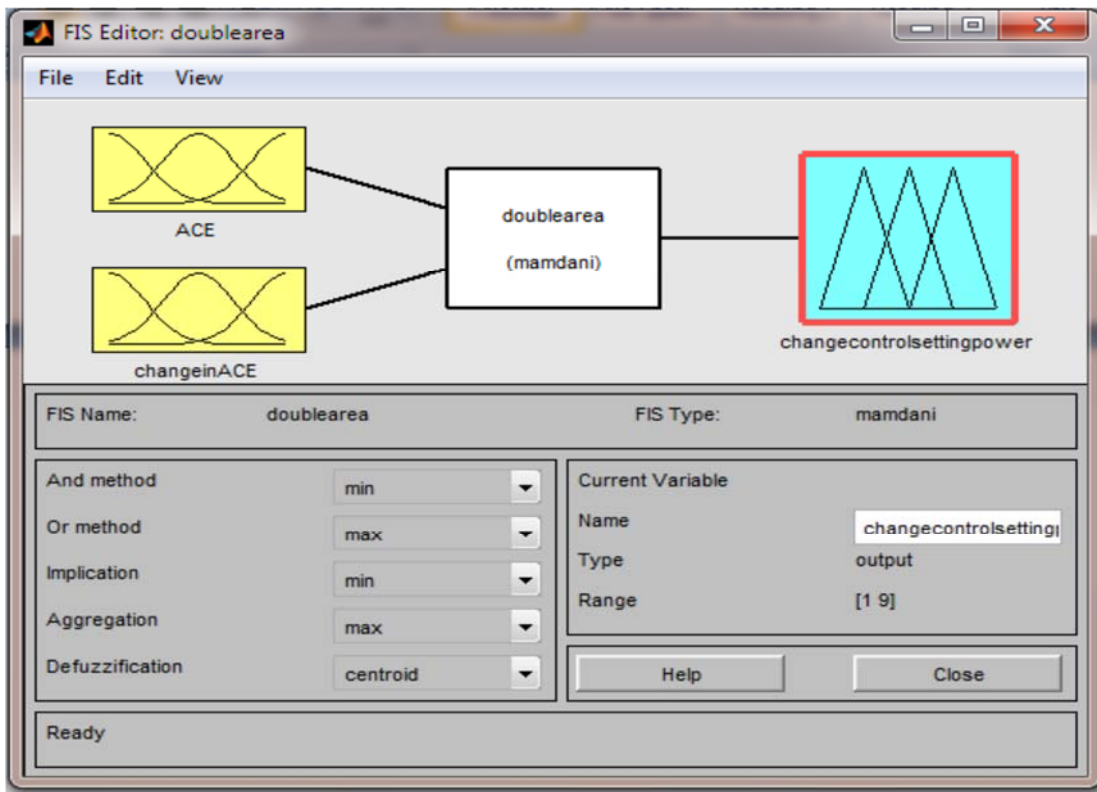 FIS Editor: doublearea
File Edit View
ACE
changeinACE
doublearea
(mamdani)
changecontrolsettingpower
FIS Name: doublearea FIS Type: mamdani
And method min
Or method max
Implication min
Aggregation max
Defuzzification centroid
Current Variable
Name changecontrolsetting
Type output
Range [1 9]
Help Close
Ready